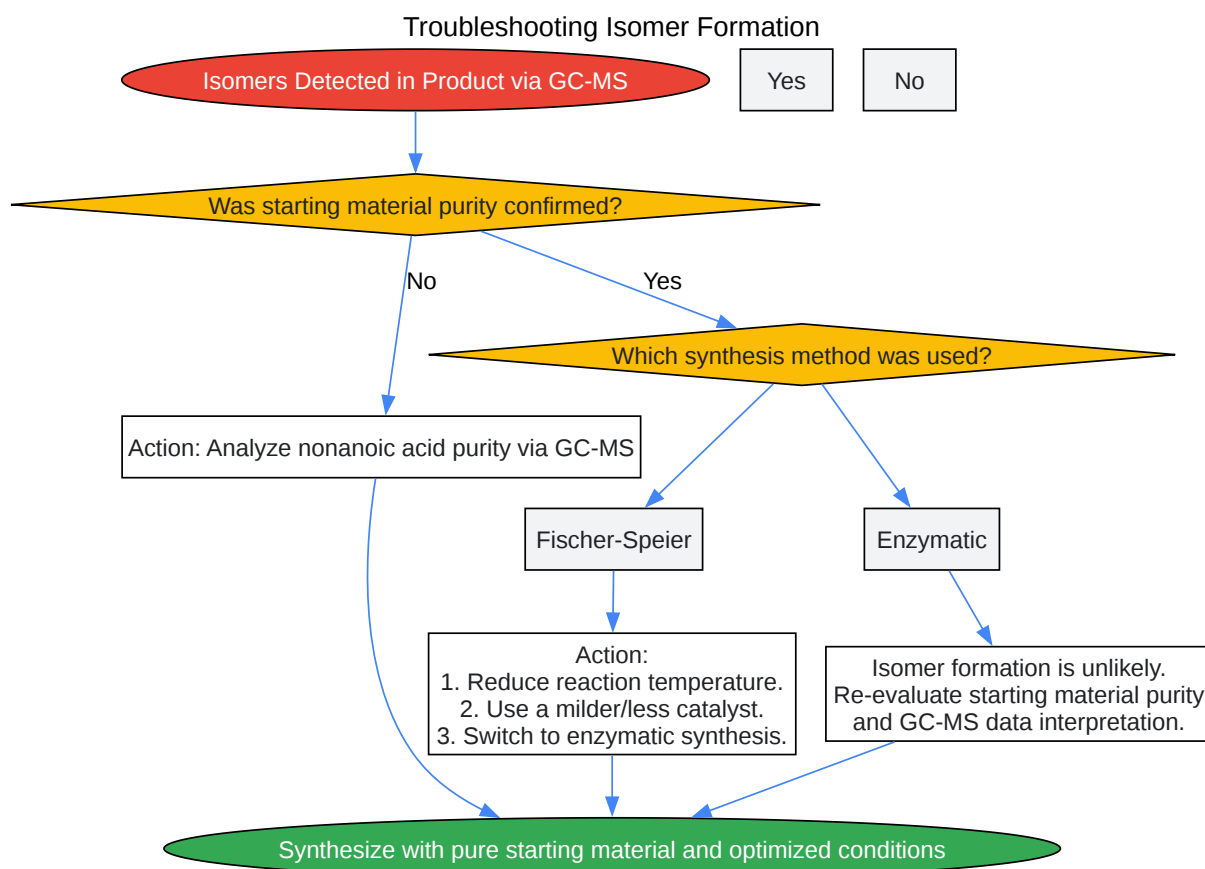 Troubleshooting Isomer Formation
Isomers Detected in Product via GC-MS
Yes
No
Was starting material purity confirmed?
No
Yes
Which synthesis method was used?
Action: Analyze nonanoic acid purity via GC-MS
Fischer-Speier
Enzymatic
Action:
1. Reduce reaction temperature.
2. Use a milder/less catalyst.
3. Switch to enzymatic synthesis.
Isomer formation is unlikely.
Re-evaluate starting material purity
and GC-MS data interpretation.
Synthesize with pure starting material and optimized conditions